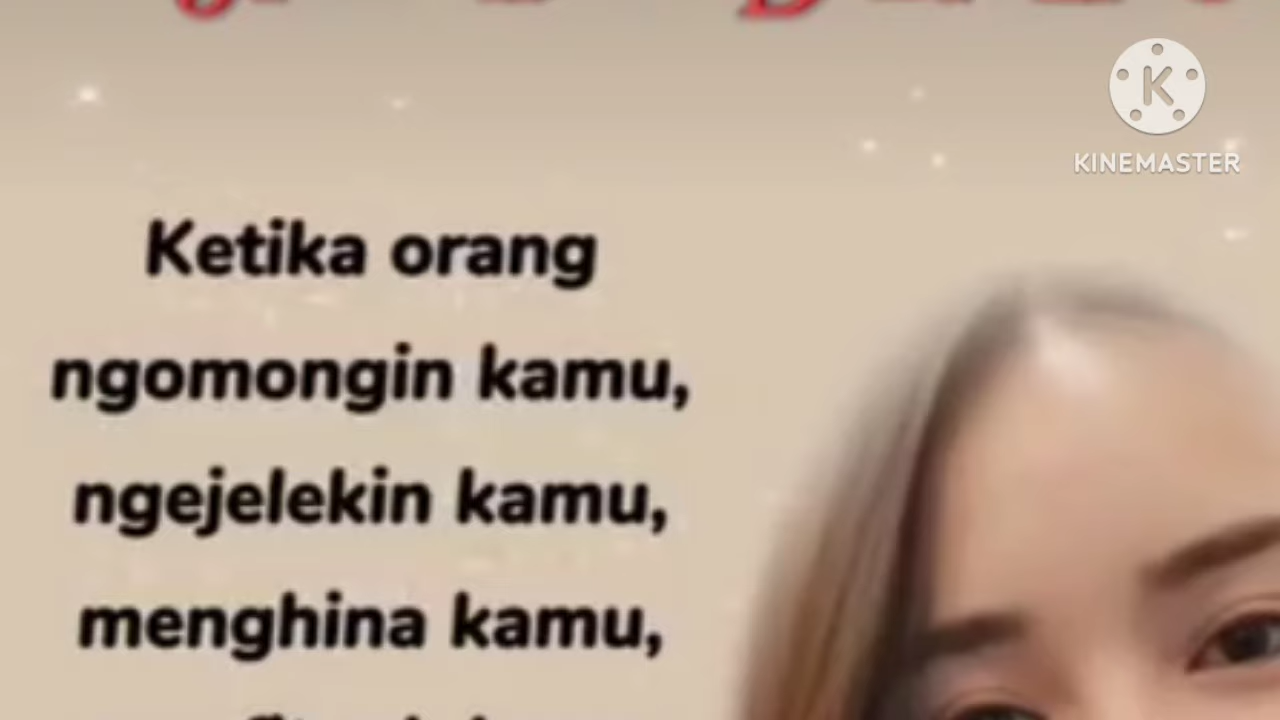 KINEMASTER
Ketika orang
ngomongin kamu,
ngejelekin kamu,
menghina kamu,